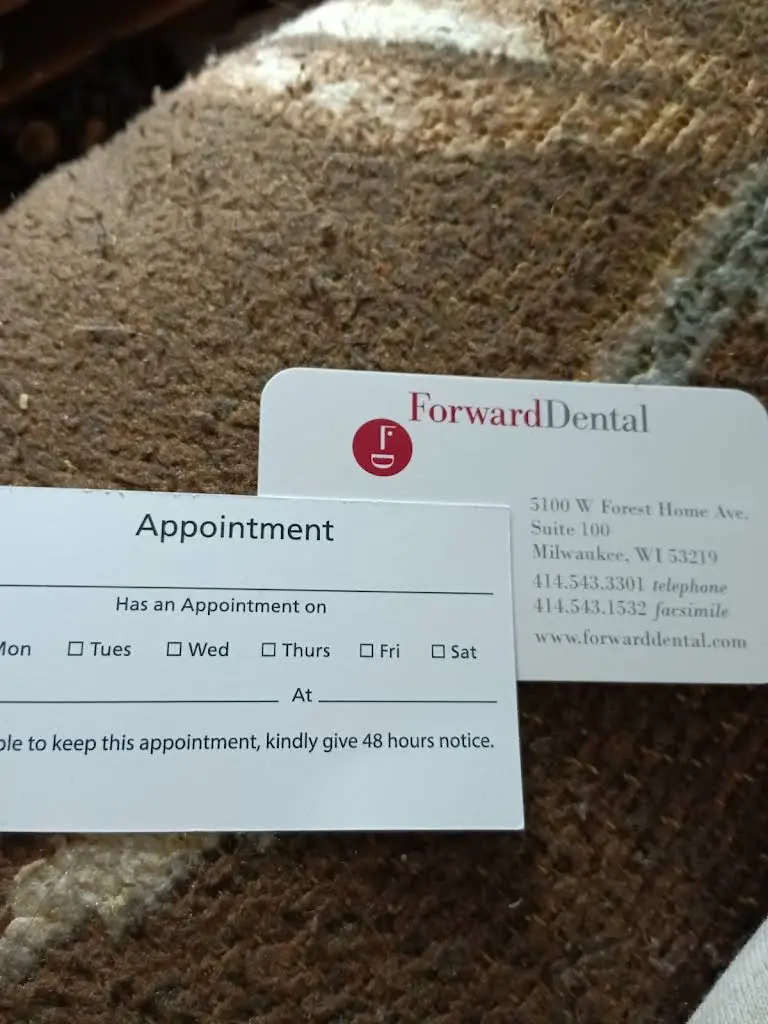 ForwardDental
FD
5100 W Forest Home Ave.
Suite 100
Milwaukee, WI 53219
414.543.3301 telephone
414.543.1532 facsimile
www.forwarddental.com
Appointment
Has an Appointment on
Mon □ Tues □ Wed □ Thurs □ Fri □ Sat
At
to keep this appointment, kindly give 48 hours notice.